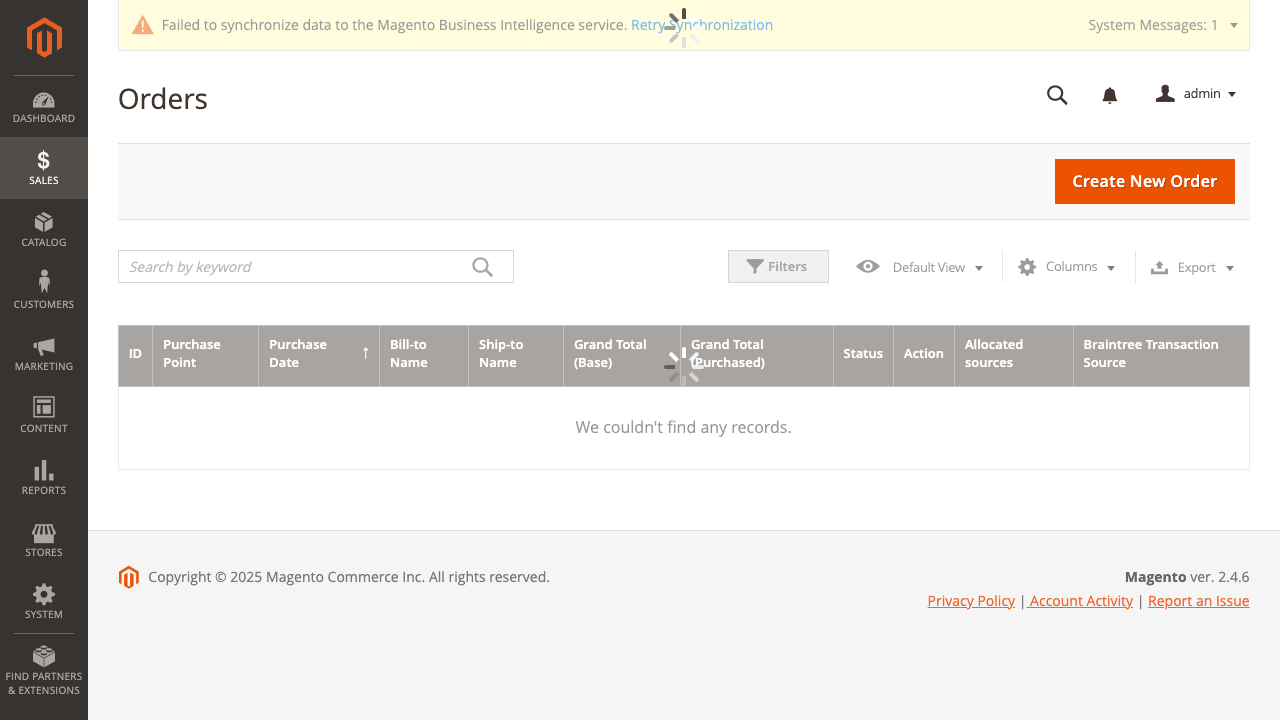 Failed to synchronize data to the Magento Business Intelligence service. Retry Synchronization
System Messages: 1
DASHBOARD
SALES
CATALOG
CUSTOMERS
MARKETING
CONTENT
REPORTS
STORES
SYSTEM
FIND PARTNERS
& EXTENSIONS
Orders
admin
Create New Order
Search by keyword
Filters
Default View
Columns
Export
ID
Purchase
Point
Purchase
Date
↑
Bill-to
Name
Ship-to
Name
Grand Total
(Base)
Grand Total
(Purchased)
Status
Action
Allocated
sources
Braintree Transaction
Source
We couldn't find any records.
Copyright © 2025 Magento Commerce Inc. All rights reserved.
Magento ver. 2.4.6
Privacy Policy | Account Activity | Report an Issue